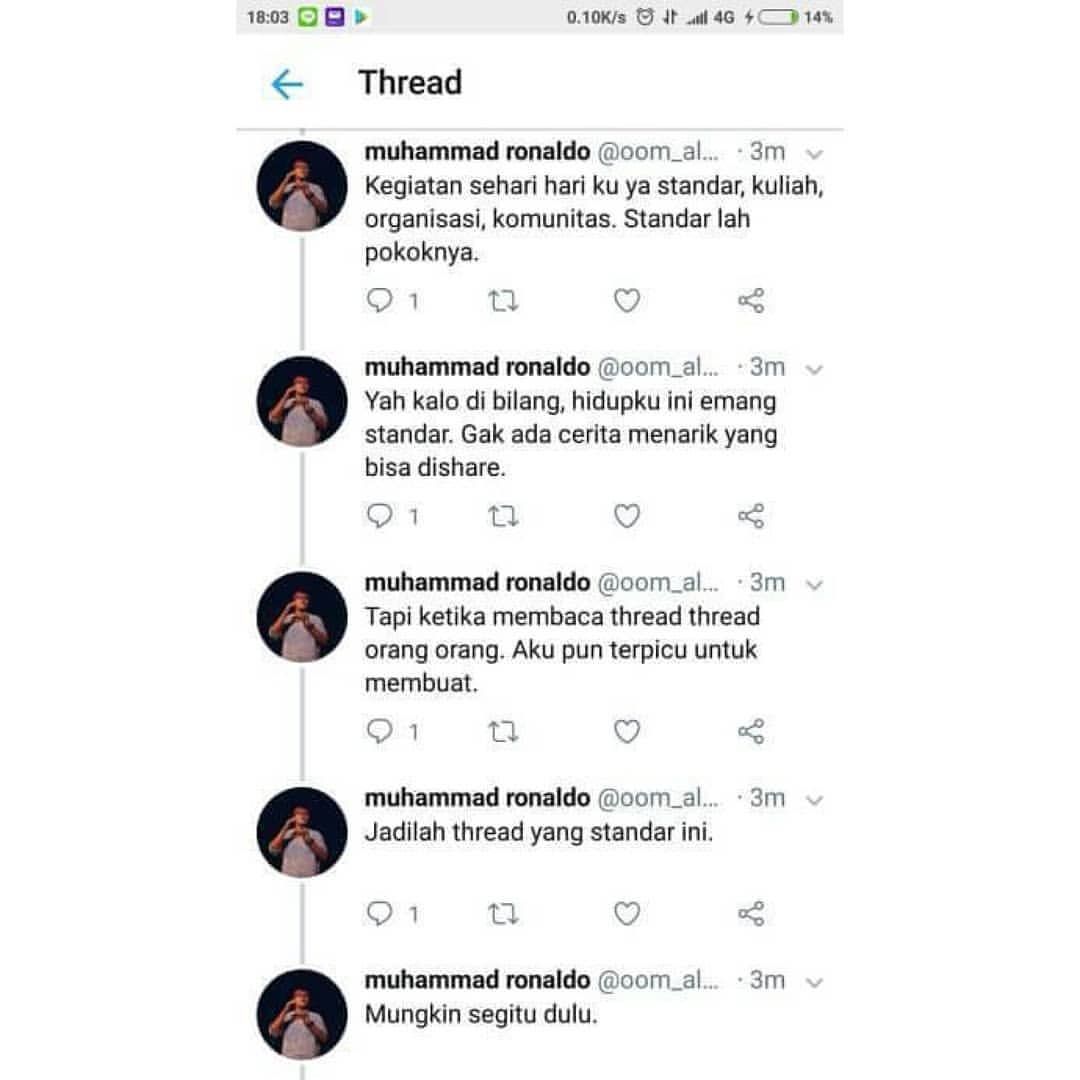 18:03 0.10K/s 4G 14%
Thread
muhammad ronaldo @oom_al... · 3m
Kegiatan sehari hari ku ya standar, kuliah,
organisasi, komunitas. Standar lah
pokoknya.
1
muhammad ronaldo @oom_al... · 3m
Yah kalo di bilang, hidupku ini emang
standar. Gak ada cerita menarik yang
bisa dishare.
1
muhammad ronaldo @oom_al... · 3m
Tapi ketika membaca thread thread
orang orang. Aku pun terpicu untuk
membuat.
1
muhammad ronaldo @oom_al... · 3m
Jadilah thread yang standar ini.
1
muhammad ronaldo @oom_al... · 3m
Mungkin segitu dulu.